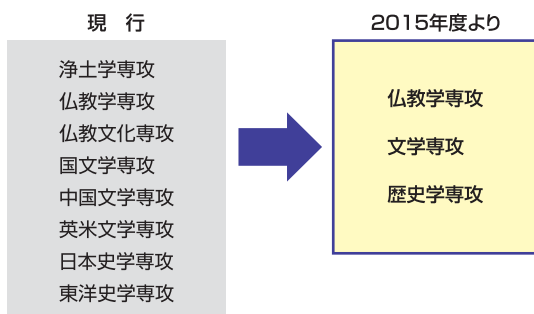 現　行
浄土学専攻
仏教学専攻
仏教文化専攻
国文学専攻
中国文学専攻
英米文学専攻
日本史学専攻
東洋史学専攻
2015年度より
仏教学専攻
文学専攻
歴史学専攻